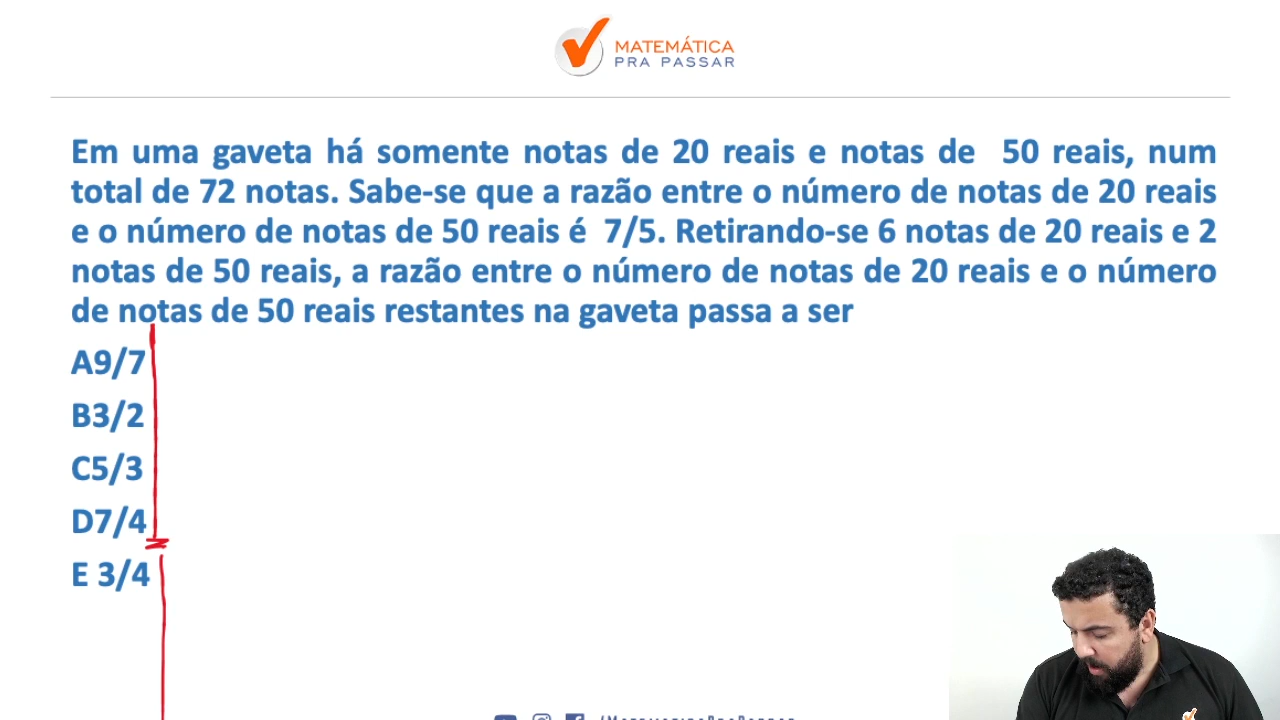 MATEMÁTICA
PRA PASSAR
Em uma gaveta há somente notas de 20 reais e notas de 50 reais, num
total de 72 notas. Sabe-se que a razão entre o número de notas de 20 reais
e o número de notas de 50 reais é 7/5. Retirando-se 6 notas de 20 reais e 2
notas de 50 reais, a razão entre o número de notas de 20 reais e o número
de notas de 50 reais restantes na gaveta passa a ser
A9/7
B3/2
C5/3
D7/4
E 3/4